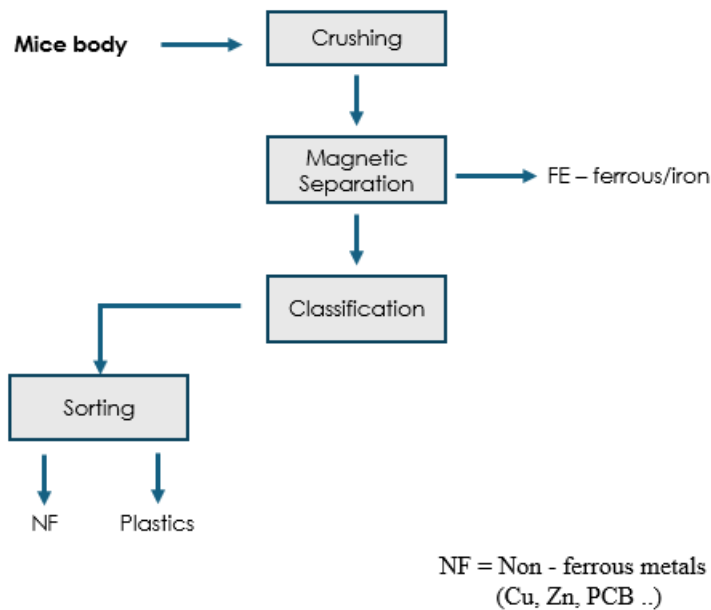 Mice body
Crushing
Magnetic
Separation
FE – ferrous/iron
Classification
Sorting
NF
Plastics
NF = Non - ferrous metals
(Cu, Zn, PCB ..)